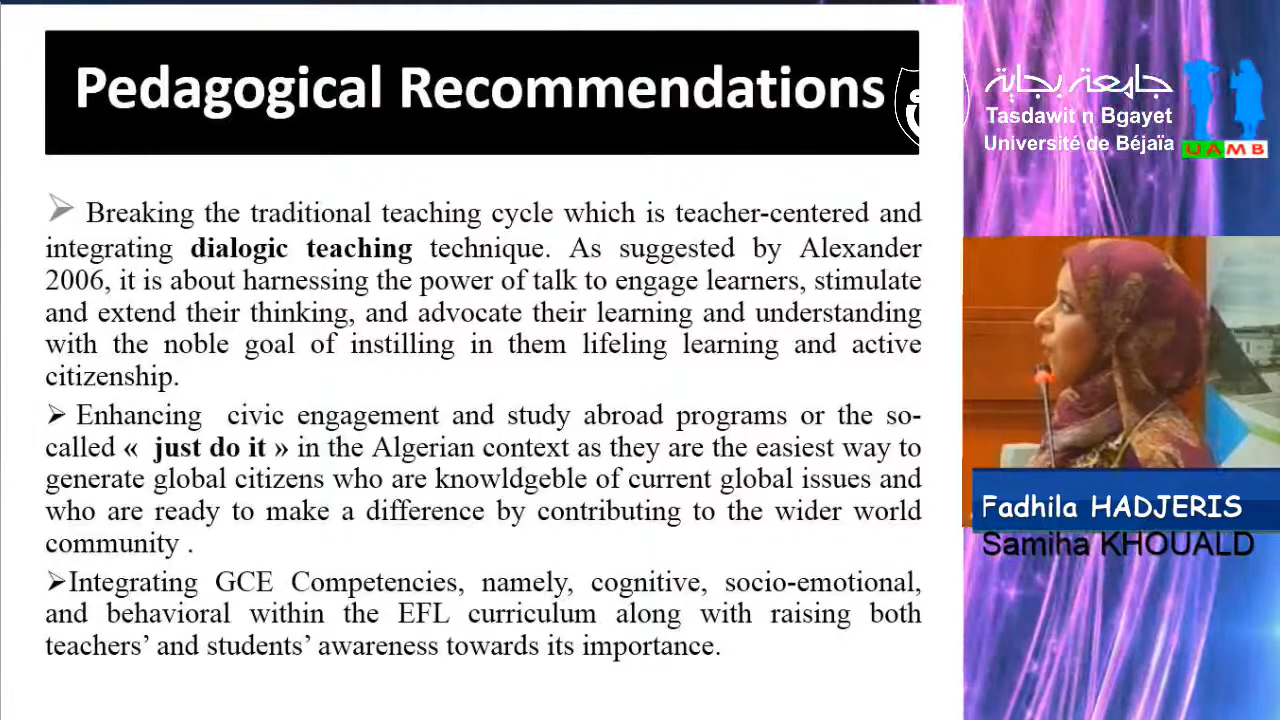 Pedagogical Recommendations
➢ Breaking the traditional teaching cycle which is teacher-centered and
integrating dialogic teaching technique. As suggested by Alexander
2006, it is about harnessing the power of talk to engage learners, stimulate
and extend their thinking, and advocate their learning and understanding
with the noble goal of instilling in them lifeling learning and active
citizenship.
➢ Enhancing civic engagement and study abroad programs or the so-
called « just do it » in the Algerian context as they are the easiest way to
generate global citizens who are knowldgeble of current global issues and
who are ready to make a difference by contributing to the wider world
community .
➢Integrating GCE Competencies, namely, cognitive, socio-emotional,
and behavioral within the EFL curriculum along with raising both
teachers’ and students’ awareness towards its importance.
جامعة بجاية
Tasdawit n Bgayet
Université de Béjaïa
UAMB
Fadhila HADJERIS
Samiha KHOUALD